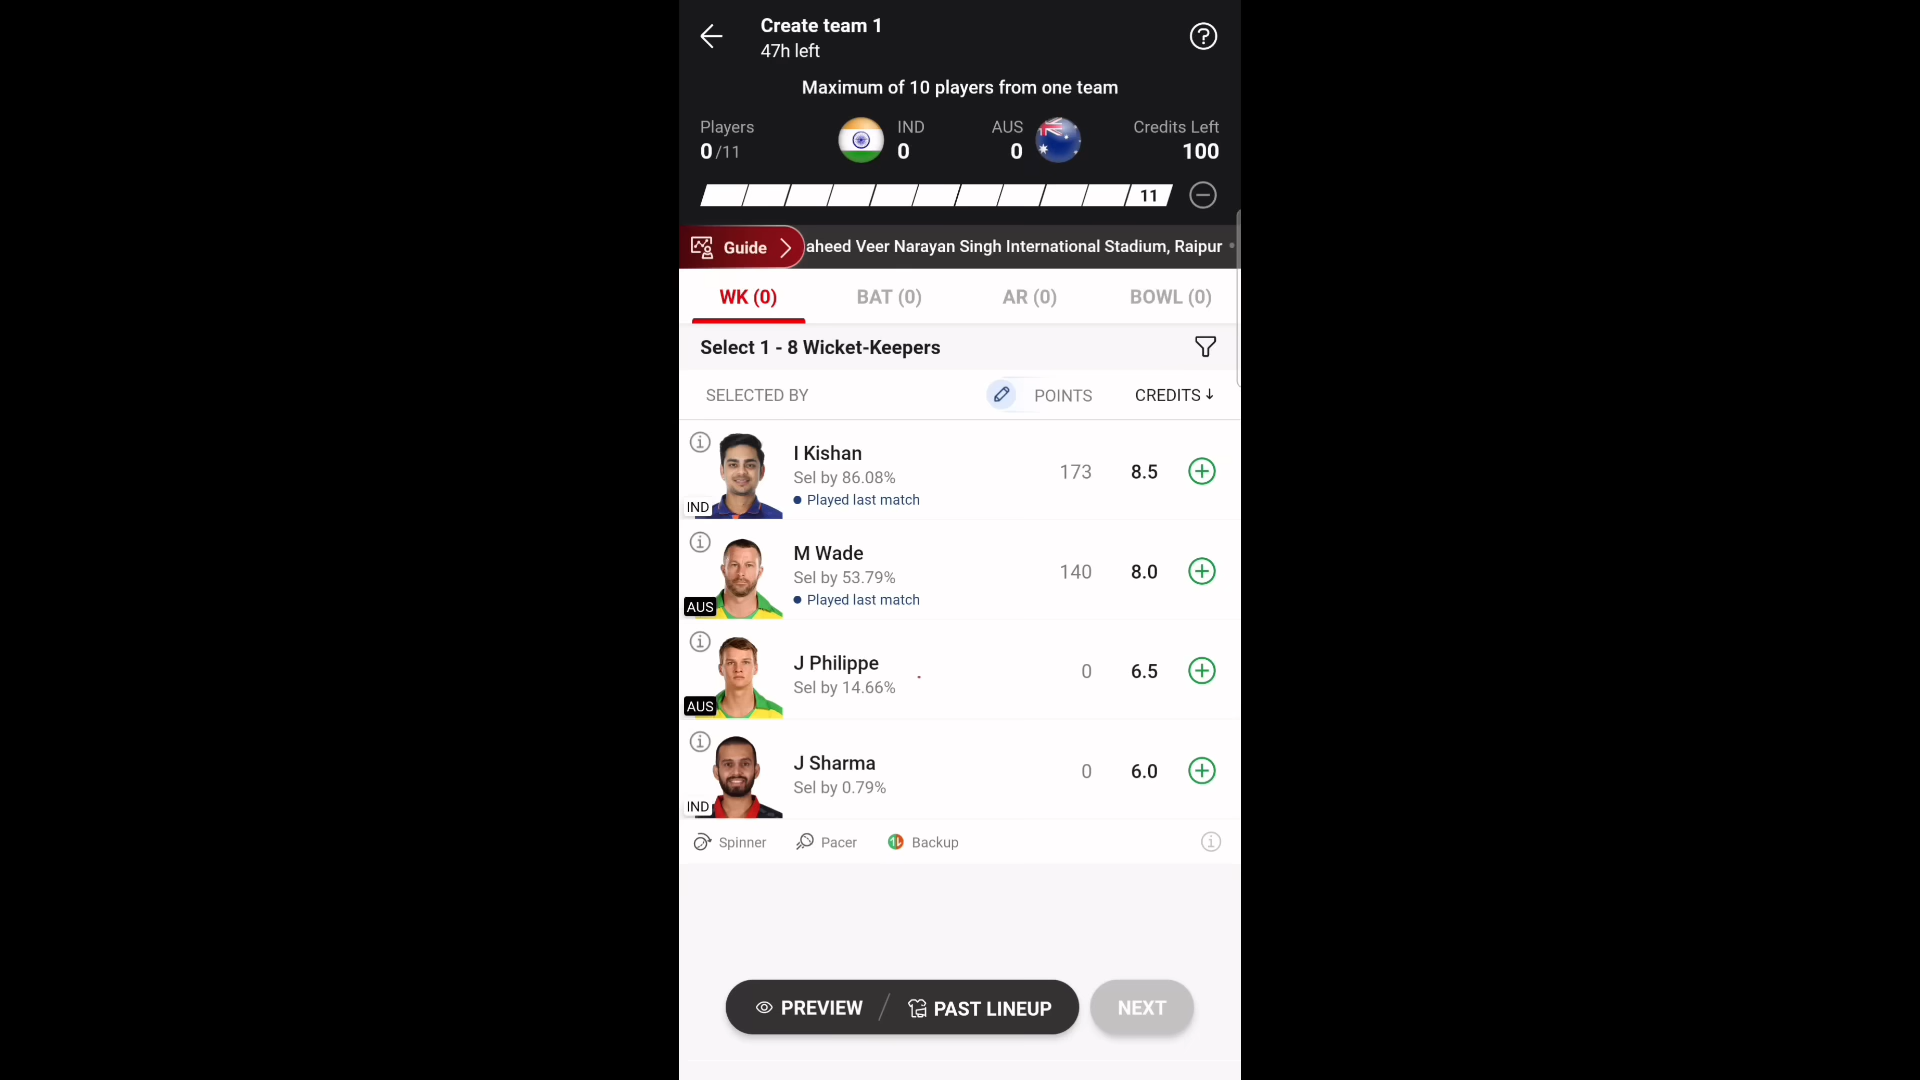 Create team 1
47h left
Maximum of 10 players from one team
Players
0/11
IND
0
AUS
0
Credits Left
100
11
Guide
aheed Veer Narayan Singh International Stadium, Raipur
WK (0) BAT (0) AR (0) BOWL (0)
Select 1 - 8 Wicket-Keepers
SELECTED BY POINTS CREDITS ↓
I Kishan
Sel by 86.08%
Played last match
IND
173 8.5
M Wade
Sel by 53.79%
Played last match
AUS
140 8.0
J Philippe
Sel by 14.66%
AUS
0 6.5
J Sharma
Sel by 0.79%
IND
0 6.0
Spinner Pacer Backup
PREVIEW PAST LINEUP NEXT